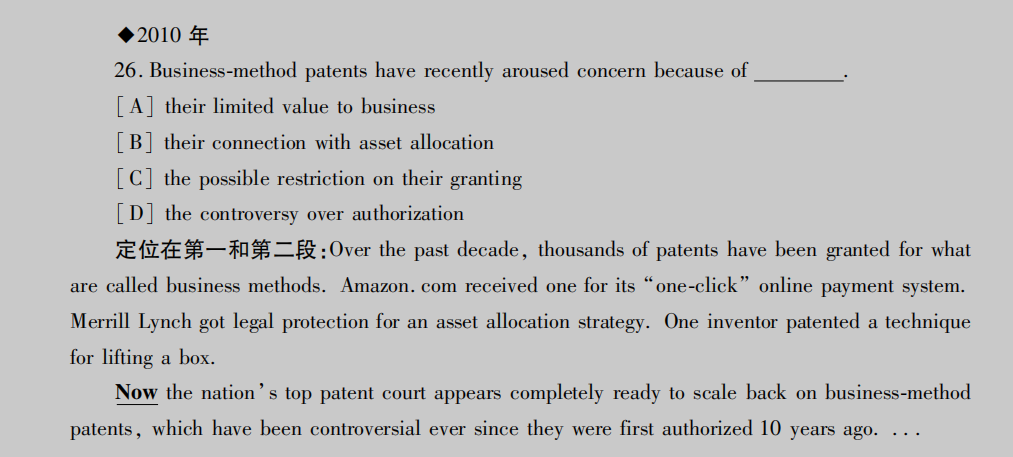 ◆2010 年
26. Business-method patents have recently aroused concern because of ________.
[A] their limited value to business
[B] their connection with asset allocation
[C] the possible restriction on their granting
[D] the controversy over authorization
定位在第一和第二段:Over the past decade, thousands of patents have been granted for what
are called business methods. Amazon. com received one for its “one-click” online payment system.
Merrill Lynch got legal protection for an asset allocation strategy. One inventor patented a technique
for lifting a box.
Now the nation’s top patent court appears completely ready to scale back on business-method
patents, which have been controversial ever since they were first authorized 10 years ago. ...